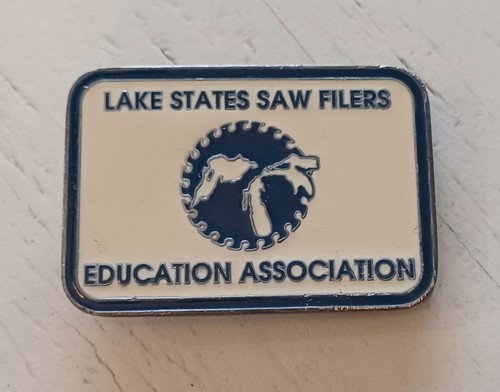 LAKE STATES SAW FILERS
EDUCATION ASSOCIATION